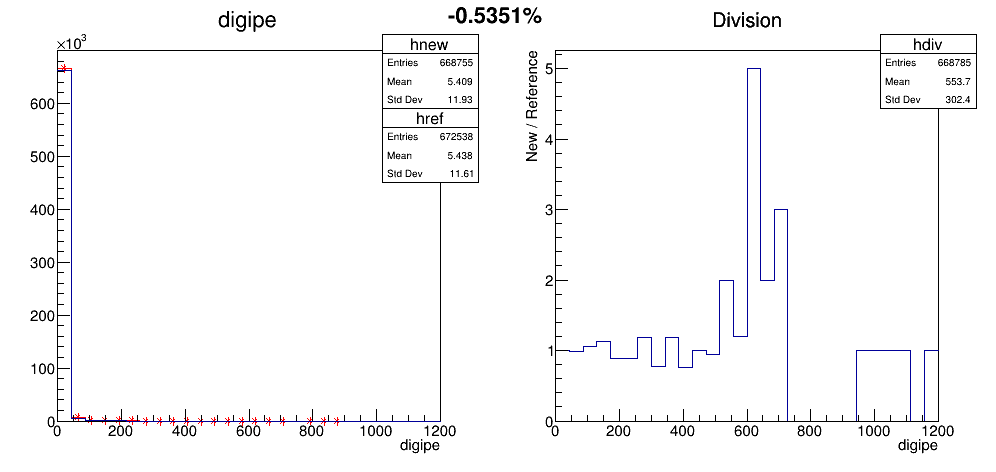 -0.5351%
digipe
×10³
hnew
Entries 668755
Mean 5.409
Std Dev 11.93
href
Entries 672538
Mean 5.438
Std Dev 11.61
600
500
400
300
200
100
0
0 200 400 600 800 1000 1200
digipe
Division
hdiv
Entries 668785
Mean 553.7
Std Dev 302.4
New / Reference
5
4
3
2
1
0
0 200 400 600 800 1000 1200
digipe